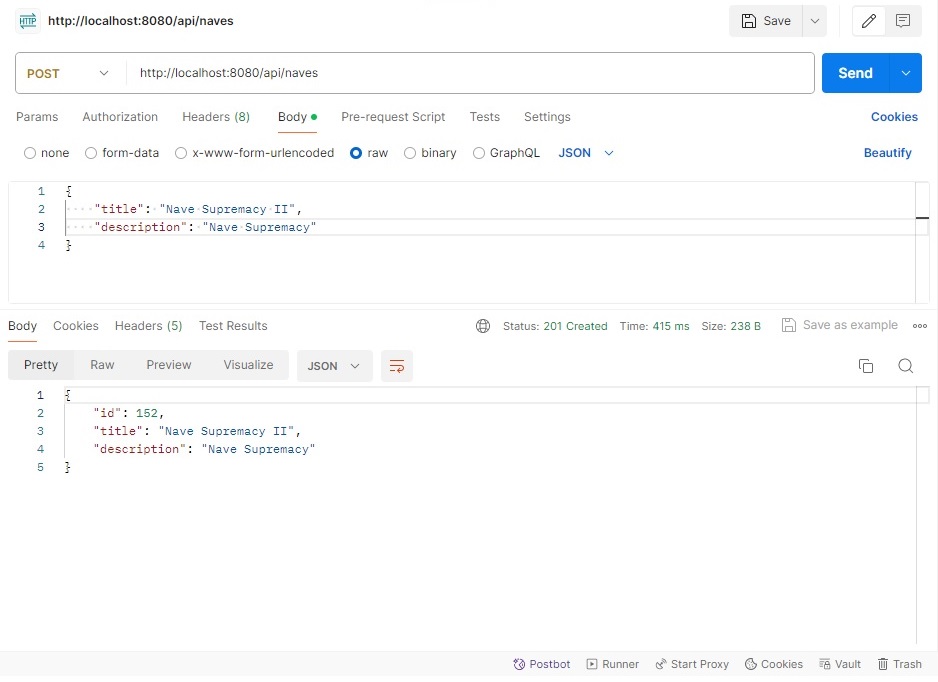 HTTP http://localhost:8080/api/naves Save
POST http://localhost:8080/api/naves Send
Params Authorization Headers (8) Body Pre-request Script Tests Settings Cookies
none form-data x-www-form-urlencoded raw binary GraphQL JSON Beautify
1 {
2 "title": "Nave Supremacy II",
3 "description": "Nave Supremacy"
4 }
Body Cookies Headers (5) Test Results Status: 201 Created Time: 415 ms Size: 238 B Save as example
Pretty Raw Preview Visualize JSON
1 {
2 "id": 152,
3 "title": "Nave Supremacy II",
4 "description": "Nave Supremacy"
5 }
Postbot Runner Start Proxy Cookies Vault Trash